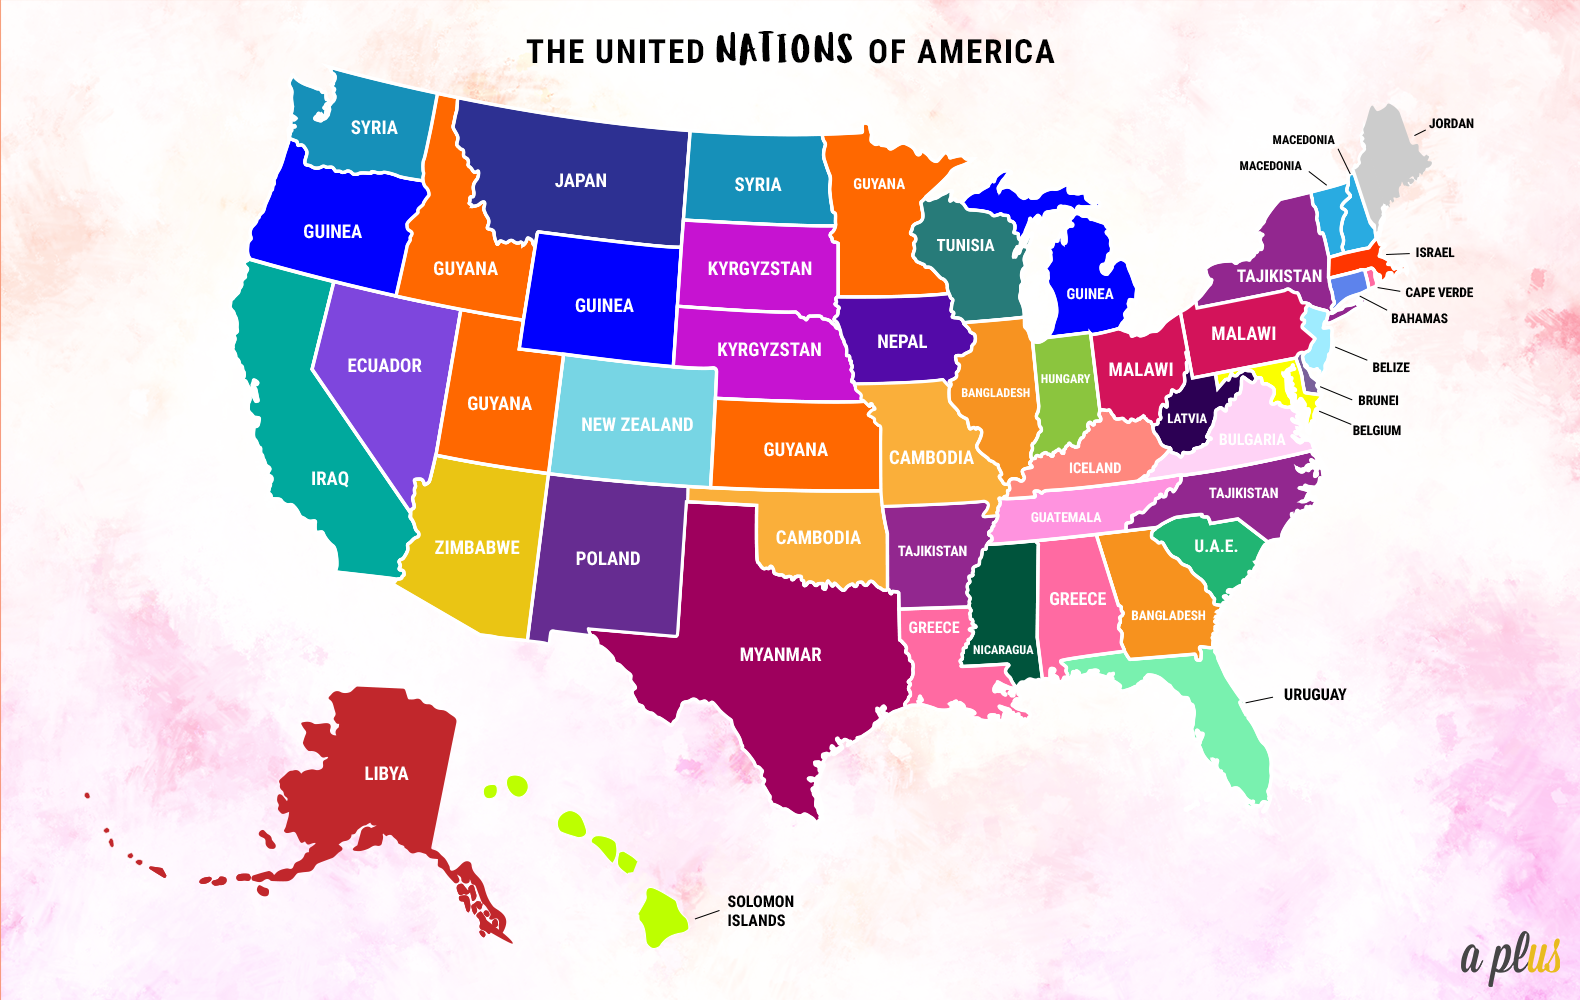 THE UNITED NATIONS OF AMERICA
SYRIA
JAPAN
SYRIA
GUYANA
JORDAN
MACEDONIA
MACEDONIA
GUINEA
GUYANA
GUINEA
KYRGYZSTAN
TUNISIA
GUINEA
TAJIKISTAN
ISRAEL
CAPE VERDE
BAHAMAS
ECUADOR
GUYANA
KYRGYZSTAN
NEPAL
BANGLADESH
HUNGARY
MALAWI
MALAWI
BELIZE
BRUNEI
BELGIUM
IRAQ
NEW ZEALAND
GUYANA
CAMBODIA
ICELAND
LATVIA
BULGARIA
ZIMBABWE
POLAND
CAMBODIA
TAJIKISTAN
GUATEMALA
TAJIKISTAN
U.A.E.
MYANMAR
GREECE
NICARAGUA
GREECE
BANGLADESH
URUGUAY
LIBYA
SOLOMON
ISLANDS
a plus